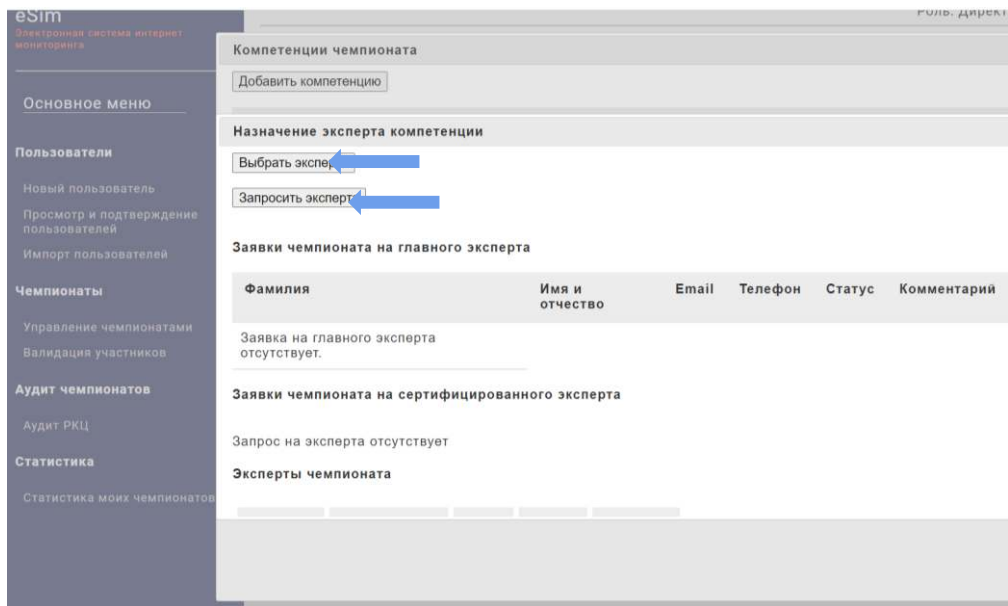 eSim
Электронная система интернет
мониторинга
Роль: Дирек
Основное меню
Пользователи
Новый пользователь
Просмотр и подтверждение
пользователей
Импорт пользователей
Чемпионаты
Управление чемпионатами
Валидация участников
Аудит чемпионатов
Аудит РКЦ
Статистика
Статистика моих чемпионатов
Компетенции чемпионата
Добавить компетенцию
Назначение эксперта компетенции
Выбрать экспер
Запросить эксперт
Заявки чемпионата на главного эксперта
Фамилия
Имя и
отчество
Email
Телефон
Статус
Комментарий
Заявка на главного эксперта
отсутствует.
Заявки чемпионата на сертифицированного эксперта
Запрос на эксперта отсутствует
Эксперты чемпионата